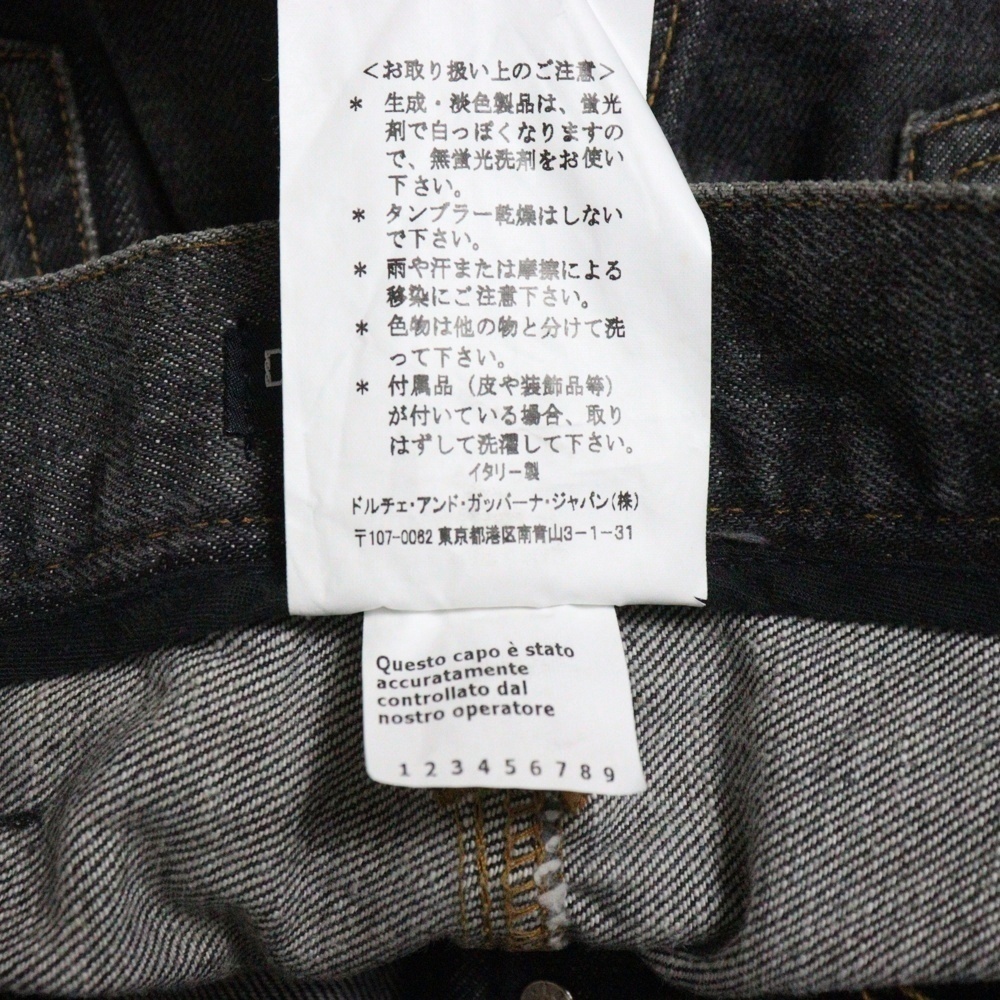 <お取り扱い上のご注意>
* 生成・淡色製品は、蛍光
剤で白っぽくなりますの
で、無蛍光洗剤をお使い
下さい。
* タンブラー乾燥はしない
で下さい。
* 雨や汗または摩擦による
移染にご注意下さい。
* 色物は他の物と分けて洗
って下さい。
* 付属品（皮や装飾品等）
が付いている場合、取り
はずして洗濯して下さい。
イタリー製
ドルチェ・アンド・ガッバーナ・ジャパン(株)
〒107-0062 東京都港区南青山3-1-31
Questo capo è stato
accuratamente
controllato dal
nostro operatore
1 2 3 4 5 6 7 8 9